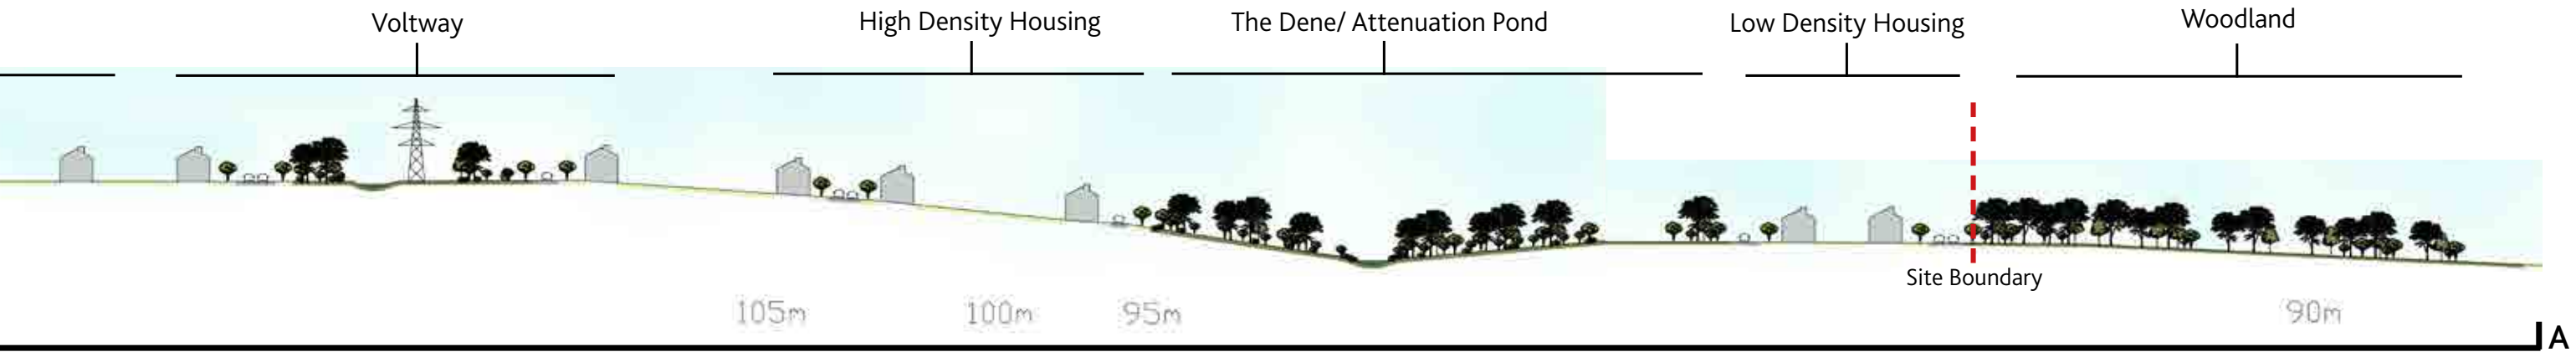 Voltway
High Density Housing
The Dene/ Attenuation Pond
Low Density Housing
Woodland
Site Boundary
105m
100m
95m
90m
A